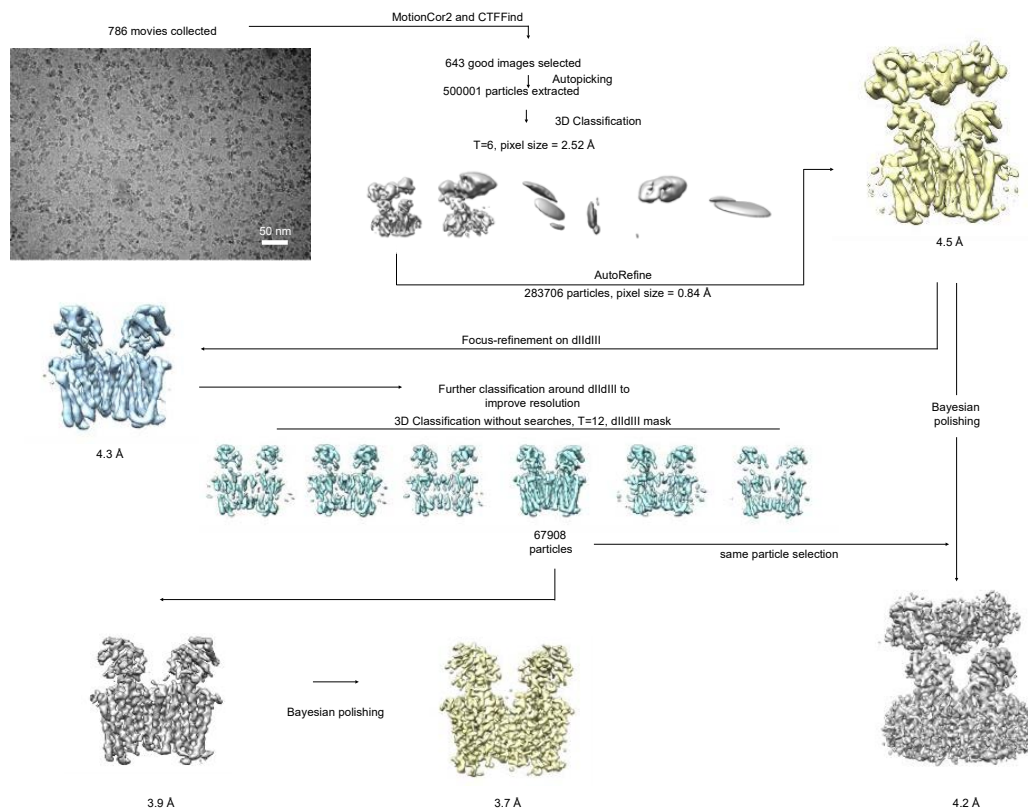 MotionCor2 and CTFFind
786 movies collected
643 good images selected
Autopicking
500001 particles extracted
3D Classification
T=6, pixel size = 2.52 Å
50 nm
4.5 Å
AutoRefine
283706 particles, pixel size = 0.84 Å
Focus-refinement on dIIdIII
Further classification around dIIdIII to
improve resolution
3D Classification without searches, T=12, dIIdIII mask
Bayesian
polishing
4.3 Å
67908
particles
same particle selection
Bayesian polishing
3.9 Å
3.7 Å
4.2 Å